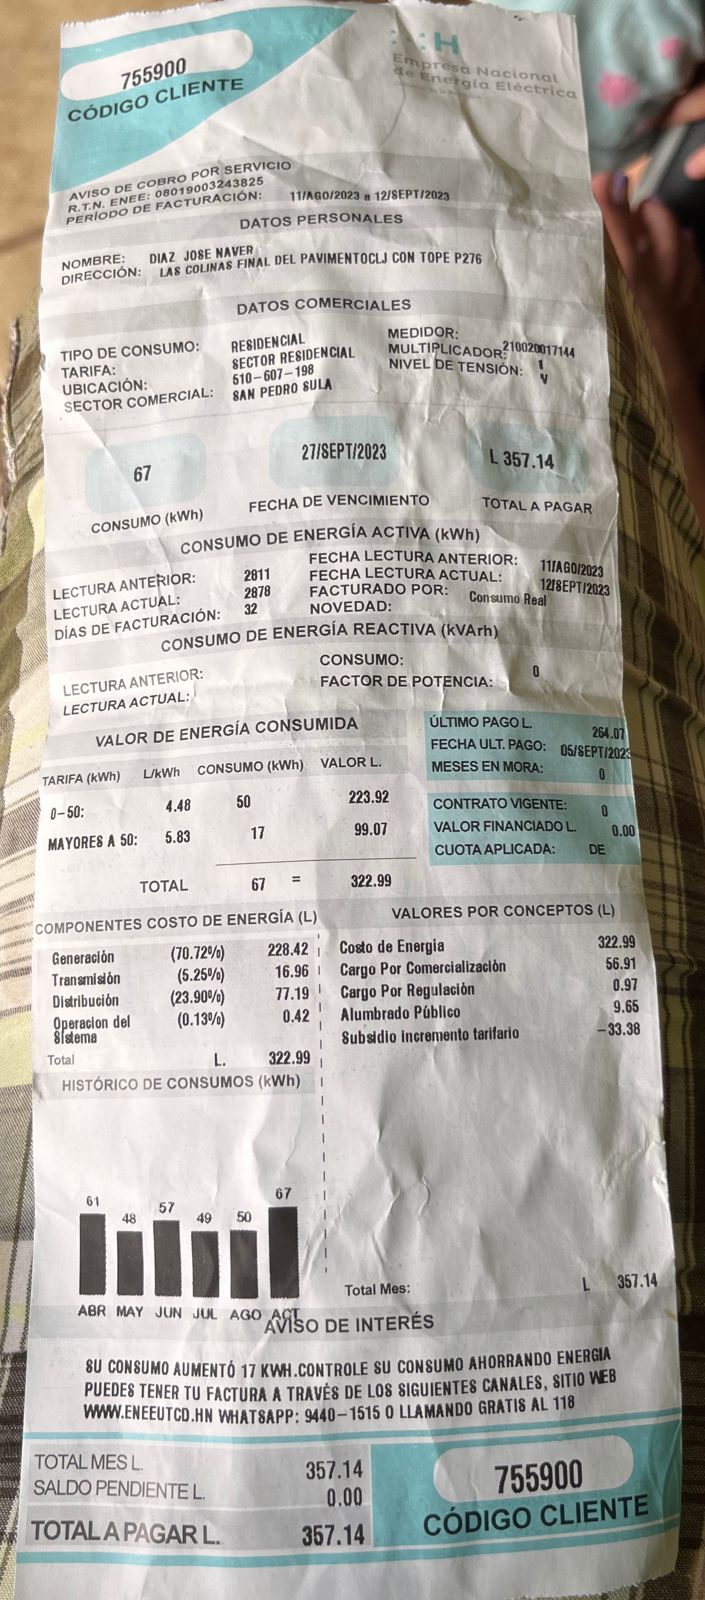 755900
CÓDIGO CLIENTE
H
Empresa Nacional
de Energía Eléctrica
AVISO DE COBRO POR SERVICIO
R.T.N. ENEE: 08019003243825
PERÍODO DE FACTURACIÓN: 11/AGO/2023 a 12/SEPT/2023
DATOS PERSONALES
NOMBRE: DIAZ JOSE NAVER
DIRECCIÓN: LAS COLINAS FINAL DEL PAVIMENTOCLJ CON TOPE P276
DATOS COMERCIALES
TIPO DE CONSUMO: RESIDENCIAL
TARIFA: SECTOR RESIDENCIAL
UBICACIÓN: 510-607-198
SECTOR COMERCIAL: SAN PEDRO SULA
MEDIDOR: 210020017144
MULTIPLICADOR: 1
NIVEL DE TENSIÓN: V
67
CONSUMO (kWh)
27/SEPT/2023
FECHA DE VENCIMIENTO
L 357.14
TOTAL A PAGAR
CONSUMO DE ENERGÍA ACTIVA (kWh)
LECTURA ANTERIOR: 2811
LECTURA ACTUAL: 2878
DÍAS DE FACTURACIÓN: 32
FECHA LECTURA ANTERIOR: 11/AGO/2023
FECHA LECTURA ACTUAL: 12/SEPT/2023
FACTURADO POR: Consumo Real
NOVEDAD:
CONSUMO DE ENERGÍA REACTIVA (kVArh)
LECTURA ANTERIOR:
LECTURA ACTUAL:
CONSUMO:
FACTOR DE POTENCIA: 0
VALOR DE ENERGÍA CONSUMIDA
TARIFA (kWh) L/kWh CONSUMO (kWh) VALOR L.
0-50: 4.48 50 223.92
MAYORES A 50: 5.83 17 99.07
TOTAL 67 = 322.99
ÚLTIMO PAGO L. 264.07
FECHA ULT. PAGO: 05/SEPT/2023
MESES EN MORA: 0
CONTRATO VIGENTE: 0
VALOR FINANCIADO L. 0.00
CUOTA APLICADA: DE
COMPONENTES COSTO DE ENERGÍA (L)
Generación (70.72%) 228.42
Transmisión (5.25%) 16.96
Distribución (23.90%) 77.19
Operacion del Sistema (0.13%) 0.42
Total L. 322.99
VALORES POR CONCEPTOS (L)
Costo de Energia 322.99
Cargo Por Comercialización 56.91
Cargo Por Regulación 0.97
Alumbrado Público 9.65
Subsidio incremento tarifario -33.38
HISTÓRICO DE CONSUMOS (kWh)
61 48 57 49 50 67
ABR MAY JUN JUL AGO ACT
Total Mes: L 357.14
AVISO DE INTERÉS
SU CONSUMO AUMENTÓ 17 KWH.CONTROLE SU CONSUMO AHORRANDO ENERGIA
PUEDES TENER TU FACTURA A TRAVÉS DE LOS SIGUIENTES CANALES, SITIO WEB
WWW.ENEEUTCD.HN WHATSAPP: 9440-1515 O LLAMANDO GRATIS AL 118
TOTAL MES L. 357.14
SALDO PENDIENTE L. 0.00
TOTAL A PAGAR L. 357.14
755900
CÓDIGO CLIENTE